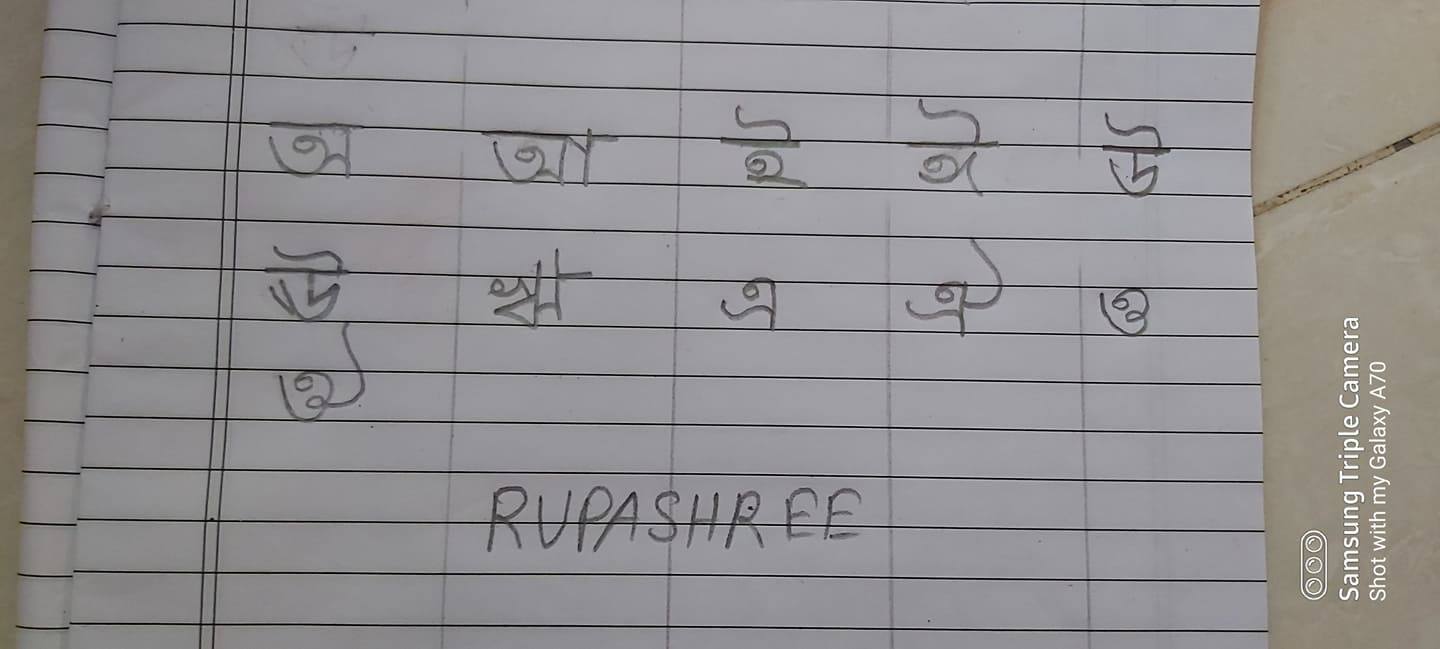 অ আ ই ঈ উ
ঊ ঋ এ ঐ ও
ঔ
RUPASHREE
Samsung Triple Camera
Shot with my Galaxy A70